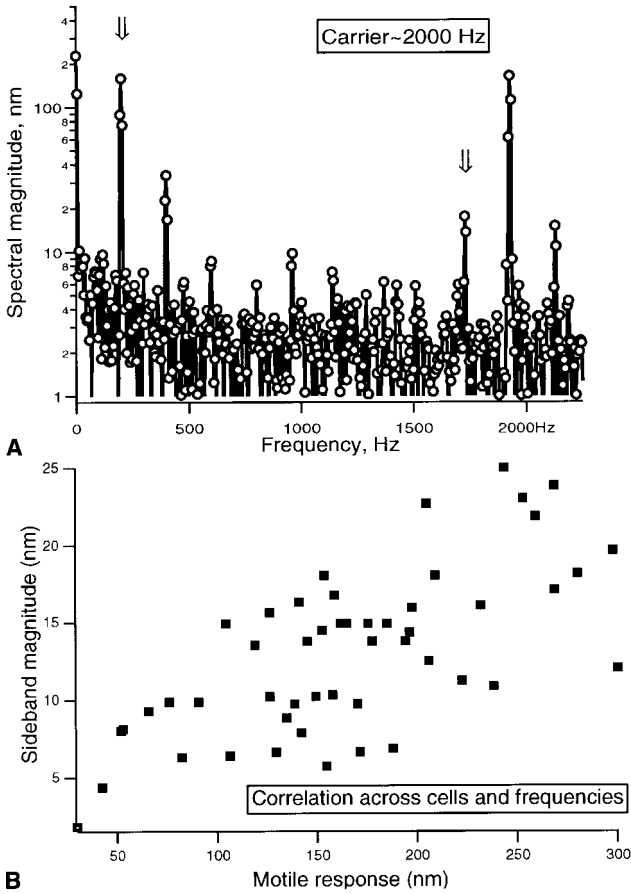 4
2
100
8
6
4
2
10
8
6
4
2
1
Spectral magnitude, nm
⇓
Carrier~2000 Hz
⇓
0 500 1000 1500 2000Hz
Frequency, Hz
A
25
20
15
10
5
Sideband magnitude (nm)
Correlation across cells and frequencies
50 100 150 200 250 300
Motile response (nm)
B